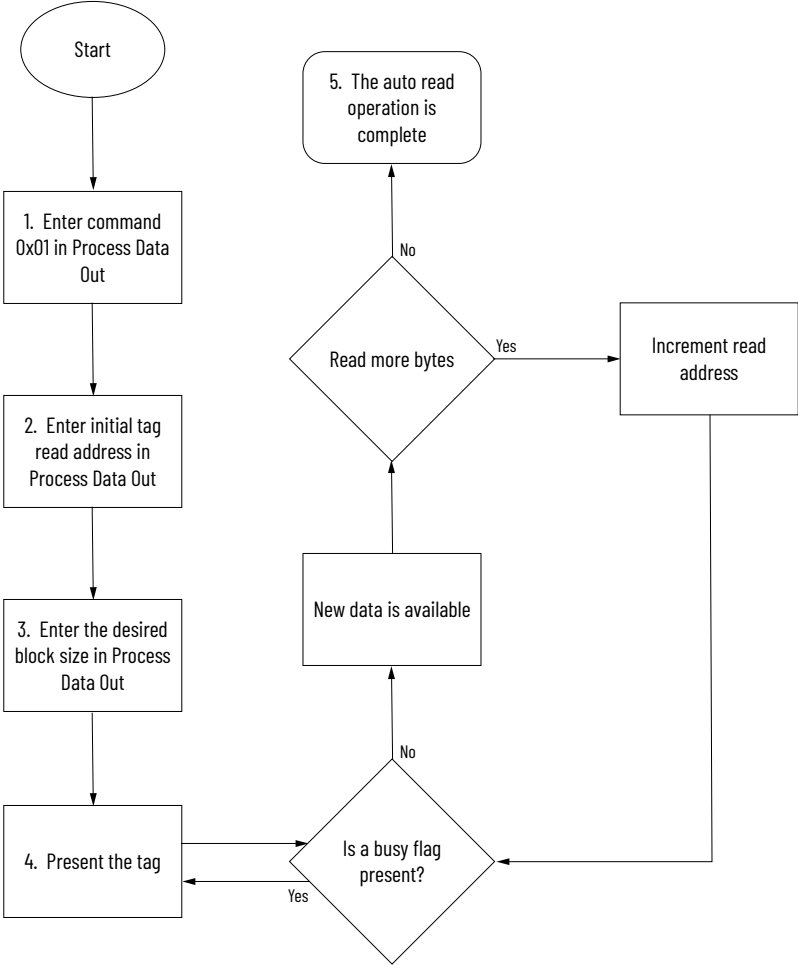 Start
1. Enter command
0x01 in Process Data
Out
2. Enter initial tag
read address in
Process Data Out
3. Enter the desired
block size in Process
Data Out
4. Present the tag
Is a busy flag
present?
Yes
No
New data is available
Read more bytes
Yes
Increment read
address
No
5. The auto read
operation is
complete